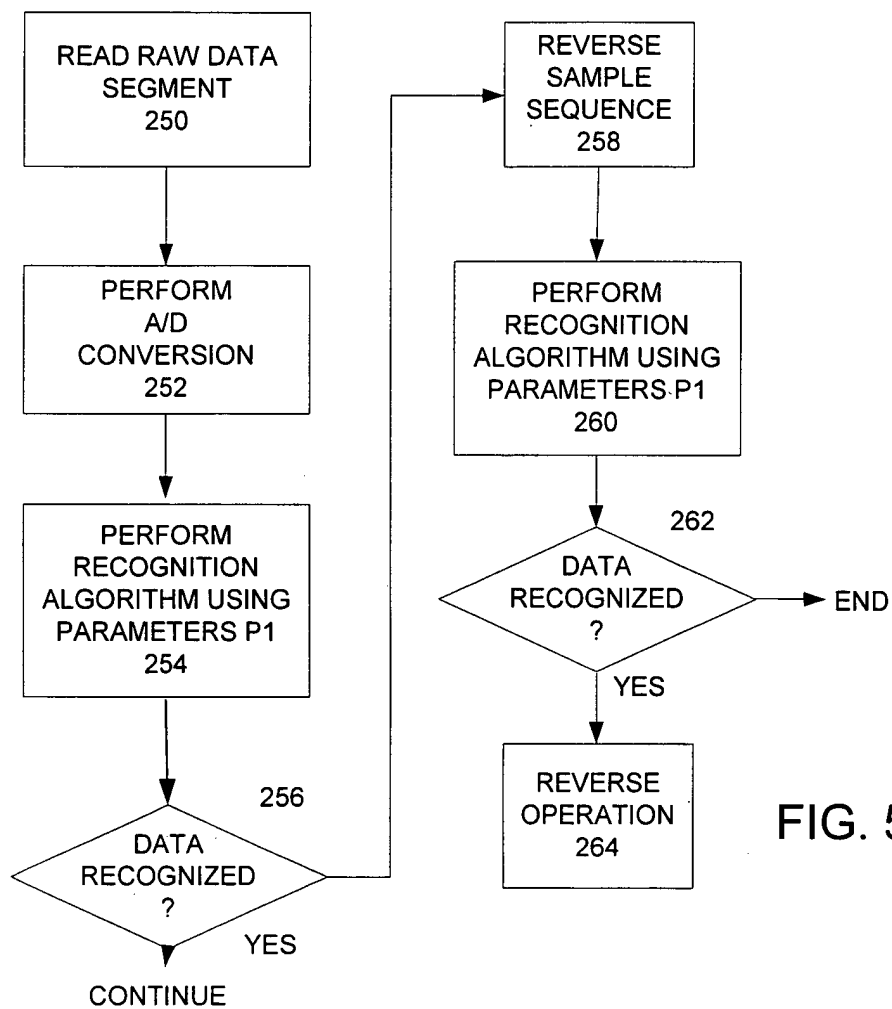 READ RAW DATA
SEGMENT
250
PERFORM
A/D
CONVERSION
252
PERFORM
RECOGNITION
ALGORITHM USING
PARAMETERS P1
254
256
DATA
RECOGNIZED
?
YES
CONTINUE
REVERSE
SAMPLE
SEQUENCE
258
PERFORM
RECOGNITION
ALGORITHM USING
PARAMETERS P1
260
262
DATA
RECOGNIZED
?
END
YES
REVERSE
OPERATION
264
FIG. 5